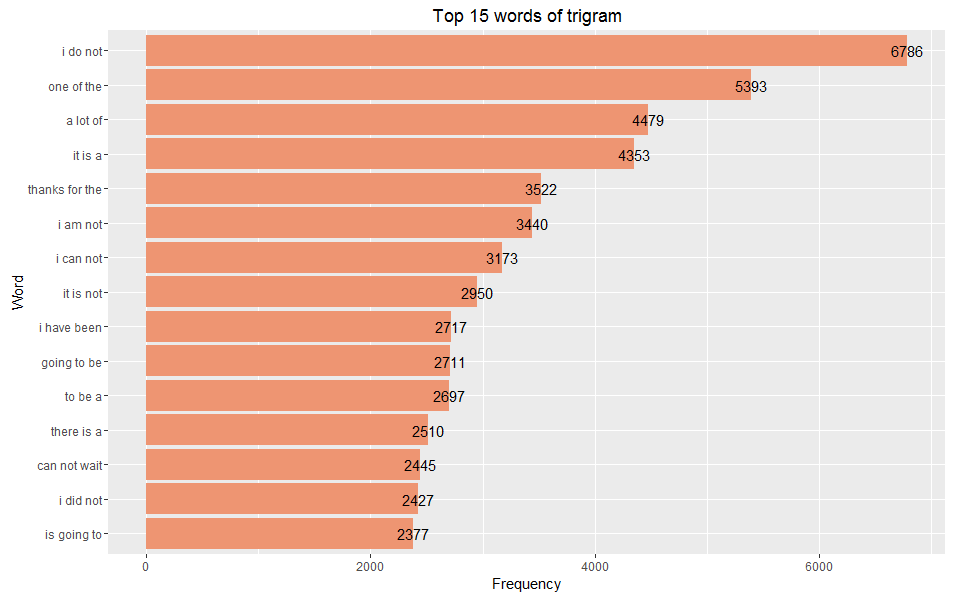 Top 15 words of trigram
Word
i do not 6786
one of the 5393
a lot of 4479
it is a 4353
thanks for the 3522
i am not 3440
i can not 3173
it is not 2950
i have been 2717
going to be 2711
to be a 2697
there is a 2510
can not wait 2445
i did not 2427
is going to 2377
0 2000 4000 6000
Frequency